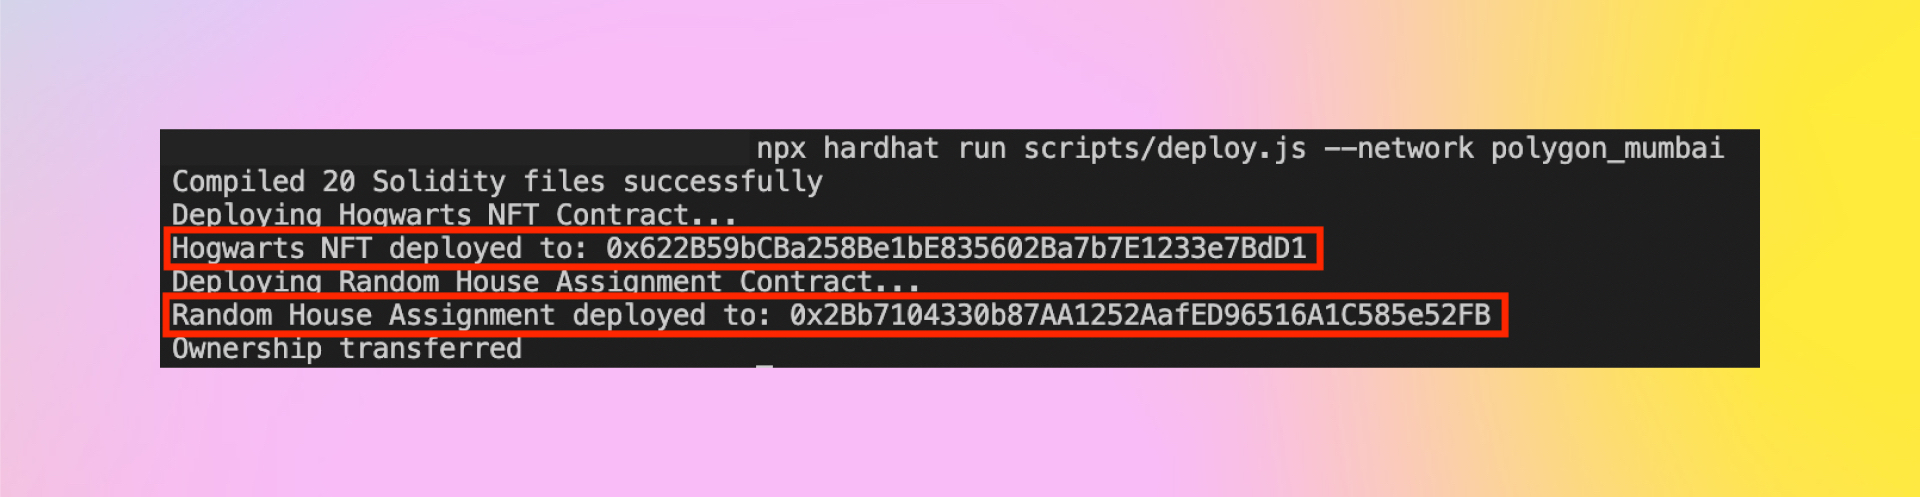 npx hardhat run scripts/deploy.js --network polygon_mumbai
Compiled 20 Solidity files successfully
Deploying Hogwarts NFT Contract...
Hogwarts NFT deployed to: 0x622B59bCBa258Be1bE835602Ba7b7E1233e7BdD1
Deploying Random House Assignment Contract...
Random House Assignment deployed to: 0x2Bb7104330b87AA1252AafED96516A1C585e52FB
Ownership transferred